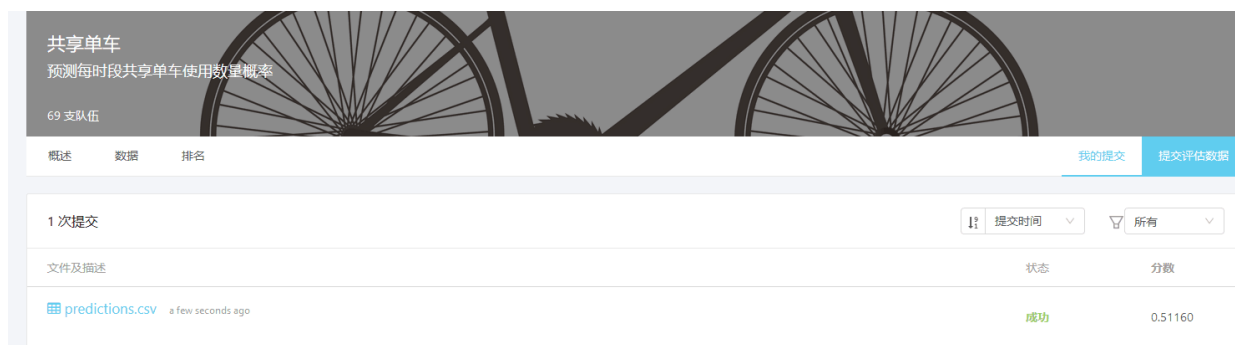 共享单车
预测每时段共享单车使用数量概率
69 支队伍
概述 数据 排名 我的提交 提交评估数据
1 次提交 提交时间 所有
文件及描述 状态 分数
predictions.csv a few seconds ago 成功 0.51160